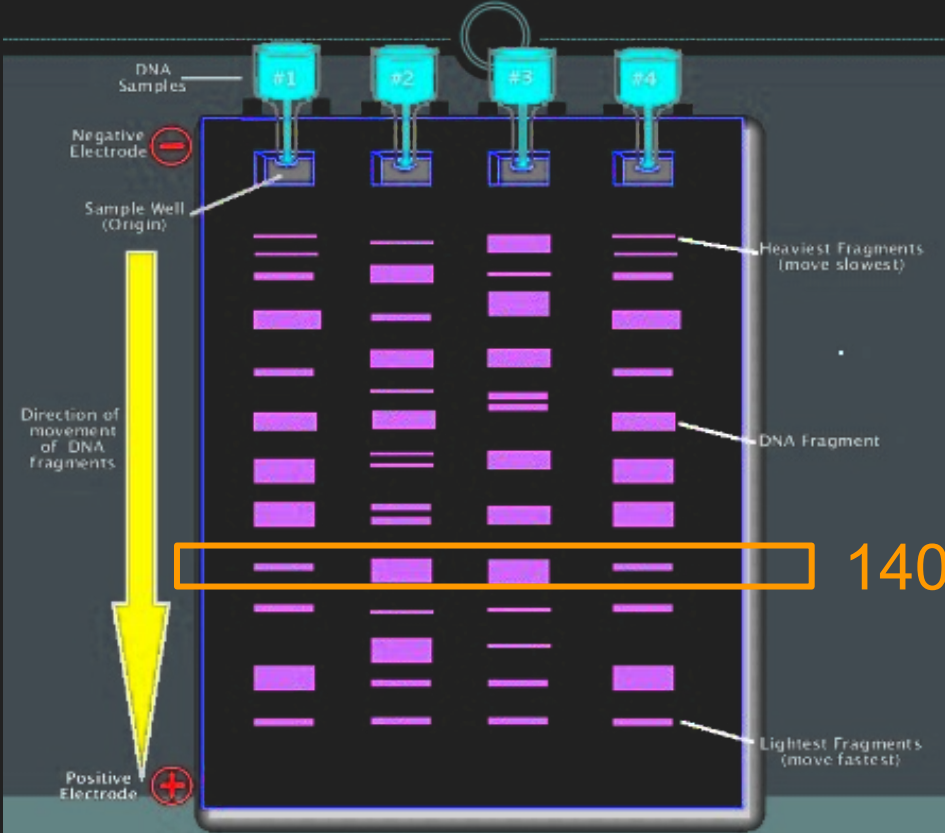 DNA
Samples
#1
#2
#3
#4
Negative
Electrode
Sample Well
(Origin)
Heaviest Fragments
(move slowest)
Direction of
movement
of DNA
fragments
DNA Fragment
140
Lightest Fragments
(move fastest)
Positive
Electrode